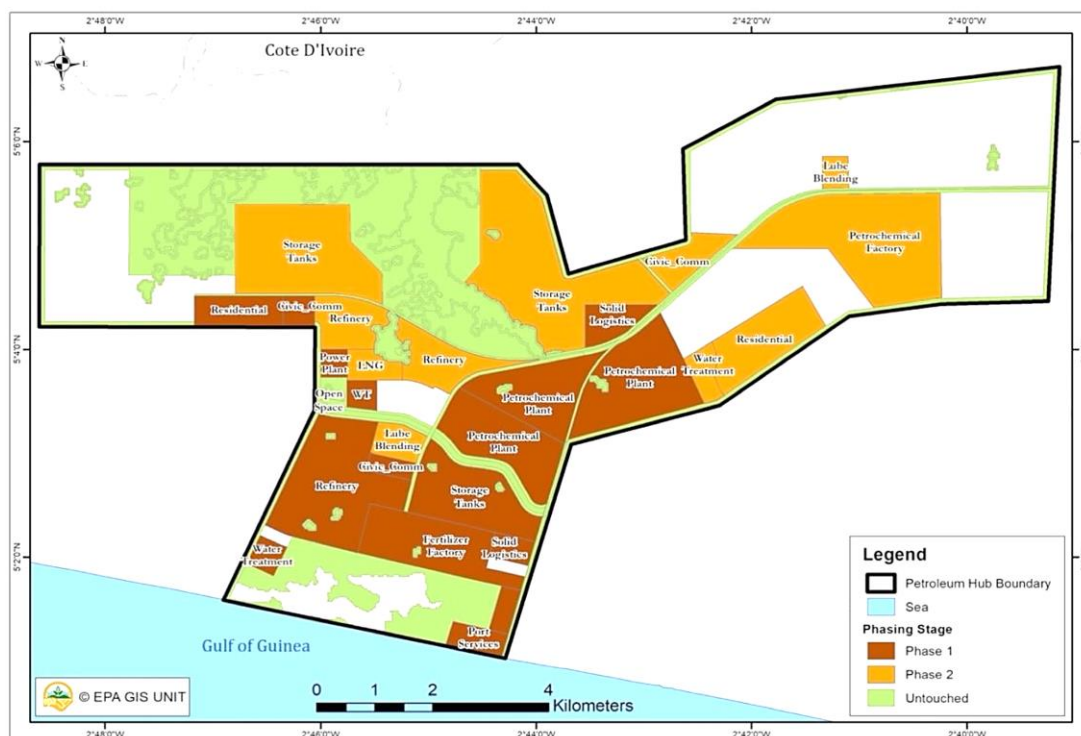 2°48'0"W 2°46'0"W 2°44'0"W 2°42'0"W 2°40'0"W
Cote D'Ivoire
N
W E
S
5°6'0"N
5°4'0"N
5°2'0"N
Lube
Blending
Petrochemical
Factory
Storage
Tanks
Civic_Comm
Storage
Tanks
Residential
Civic_Comm
Refinery
Solid
Logistics
Residential
Power
Plant
LNG
Refinery
Water
Treatment
Petrochemical
Plant
Open
Space
WT
Petrochemical
Plant
Lube
Blending
Petrochemical
Plant
Civic_Comm
Refinery
Storage
Tanks
Water
Treatment
Fertilizer
Factory
Solid
Logistics
Port
Services
Gulf of Guinea
© EPA GIS UNIT
0 1 2 4
Kilometers
Legend
Petroleum Hub Boundary
Sea
Phasing Stage
Phase 1
Phase 2
Untouched
2°48'0"W 2°46'0"W 2°44'0"W 2°42'0"W 2°40'0"W